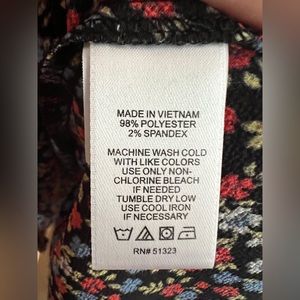 MADE IN VIETNAM
98% POLYESTER
2% SPANDEX
MACHINE WASH COLD
WITH LIKE COLORS
USE ONLY NON-
CHLORINE BLEACH
IF NEEDED
TUMBLE DRY LOW
USE COOL IRON
IF NECESSARY
RN# 51323